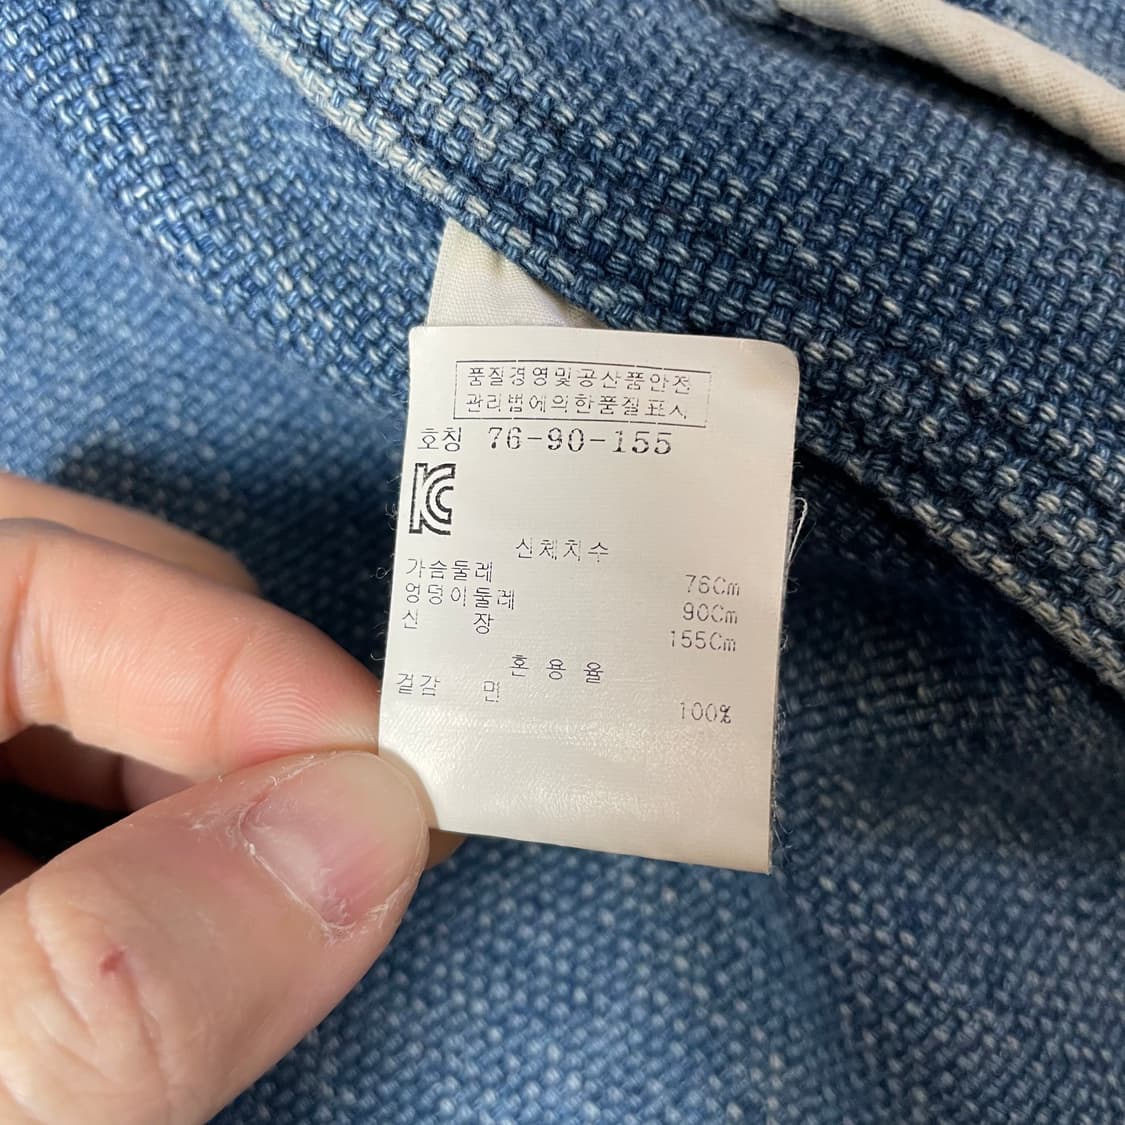 품질경영및공산품안전
관리법에의한품질표시
호칭 76-90-155
신체치수
가슴둘레 76Cm
엉덩이둘레 90Cm
신 장 155Cm
혼 용 율
겉감 면 100%